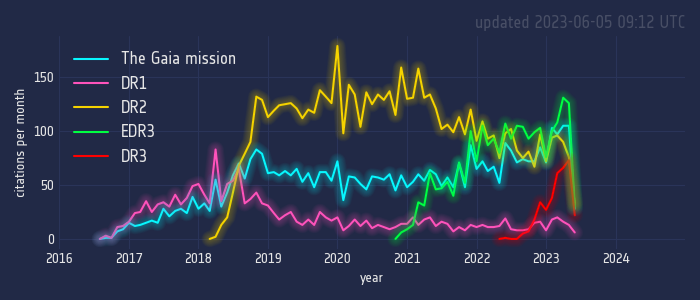 updated 2023-06-05 09:12 UTC
The Gaia mission
DR1
DR2
EDR3
DR3
citations per month
150
100
50
0
2016 2017 2018 2019 2020 2021 2022 2023 2024
year